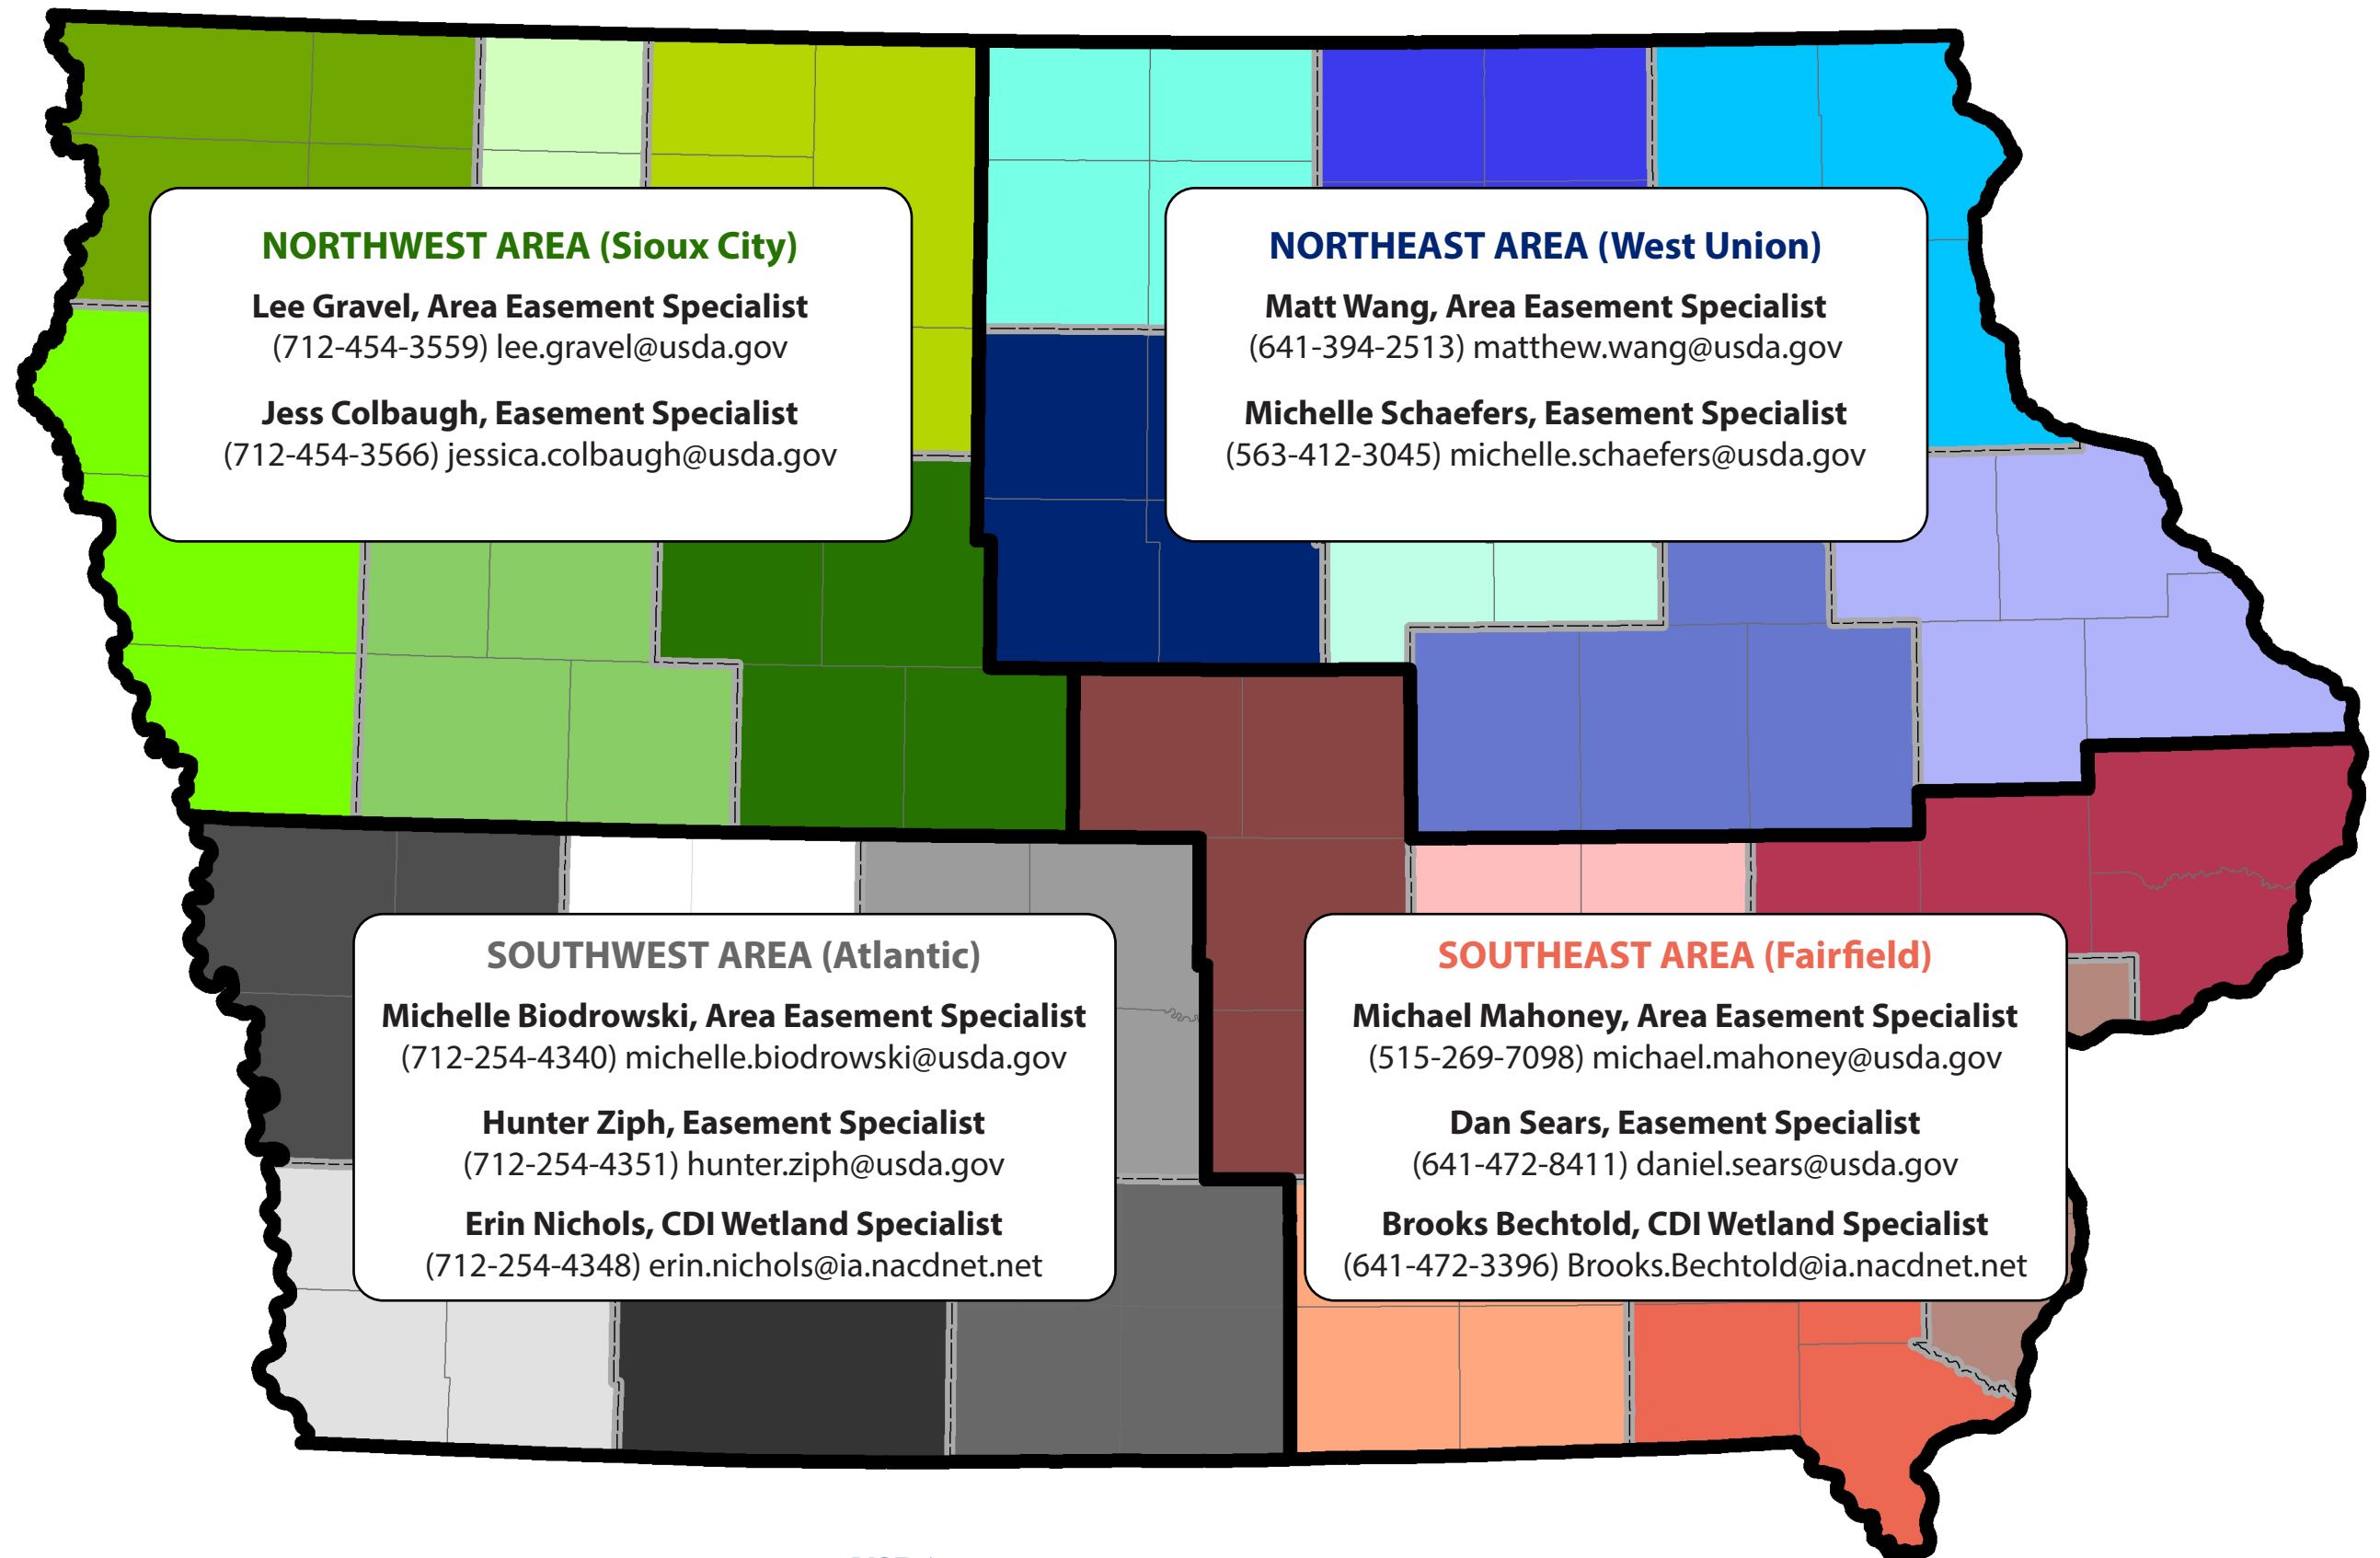 NORTHWEST AREA (Sioux City)
Lee Gravel, Area Easement Specialist
(712-454-3559) lee.gravel@usda.gov
Jess Colbaugh, Easement Specialist
(712-454-3566) jessica.colbaugh@usda.gov
NORTHEAST AREA (West Union)
Matt Wang, Area Easement Specialist
(641-394-2513) matthew.wang@usda.gov
Michelle Schaefers, Easement Specialist
(563-412-3045) michelle.schaefers@usda.gov
SOUTHWEST AREA (Atlantic)
Michelle Biodrowski, Area Easement Specialist
(712-254-4340) michelle.biodrowski@usda.gov
Hunter Ziph, Easement Specialist
(712-254-4351) hunter.ziph@usda.gov
Erin Nichols, CDI Wetland Specialist
(712-254-4348) erin.nichols@ia.nacdnet.net
SOUTHEAST AREA (Fairfield)
Michael Mahoney, Area Easement Specialist
(515-269-7098) michael.mahoney@usda.gov
Dan Sears, Easement Specialist
(641-472-8411) daniel.sears@usda.gov
Brooks Bechtold, CDI Wetland Specialist
(641-472-3396) Brooks.Bechtold@ia.nacdnet.net